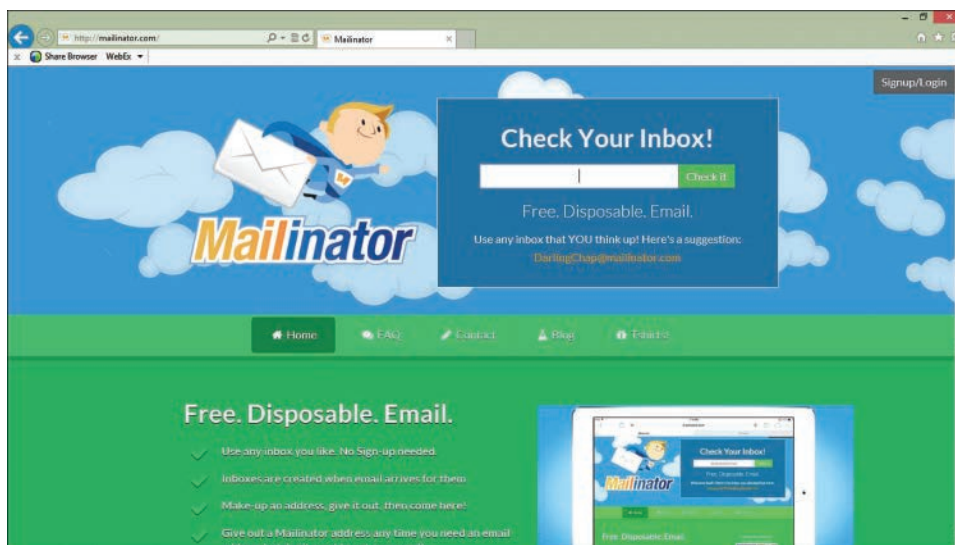 http://mailinator.com/
Mailinator
x Share Browser WebEx
Signup/Login
Check Your Inbox!
Check it
Free. Disposable. Email.
Use any inbox that YOU think up! Here's a suggestion:
DarlingChap@mailinator.com
M
Mailinator
Home FAQ Contact Blog
Free. Disposable. Email.
Use any inbox you like. No Sign-up needed.
Inboxes are created when email arrives for them
Make-up an address, give it out, then come here!
Give out a Mailinator address any time you need an email
Check Your Inbox!
Free. Disposable. Email.
Mailinator
Free. Disposable. Email.